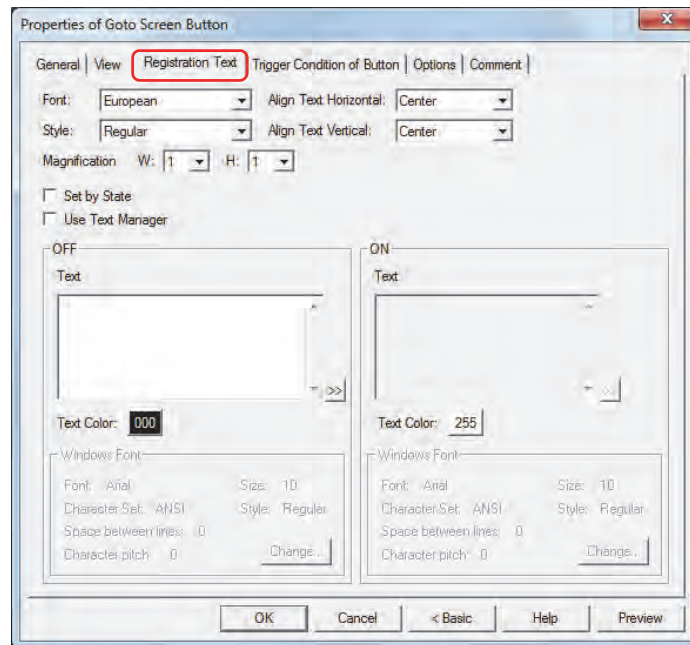 Properties of Goto Screen Button
General View Registration Text Trigger Condition of Button Options Comment
Font: European Align Text Horizontal: Center
Style: Regular Align Text Vertical: Center
Magnification W: 1 H: 1
Set by State
Use Text Manager
OFF ON
Text Text
>> >>
Text Color: 000 Text Color: 255
Windows Font Windows Font
Font: Arial Size: 10 Font: Arial Size: 10
Character Set: ANSI Style: Regular Character Set: ANSI Style: Regular
Space between lines: 0 Space between lines: 0
Character pitch: 0 Change... Character pitch: 0 Change...
OK Cancel < Basic Help Preview